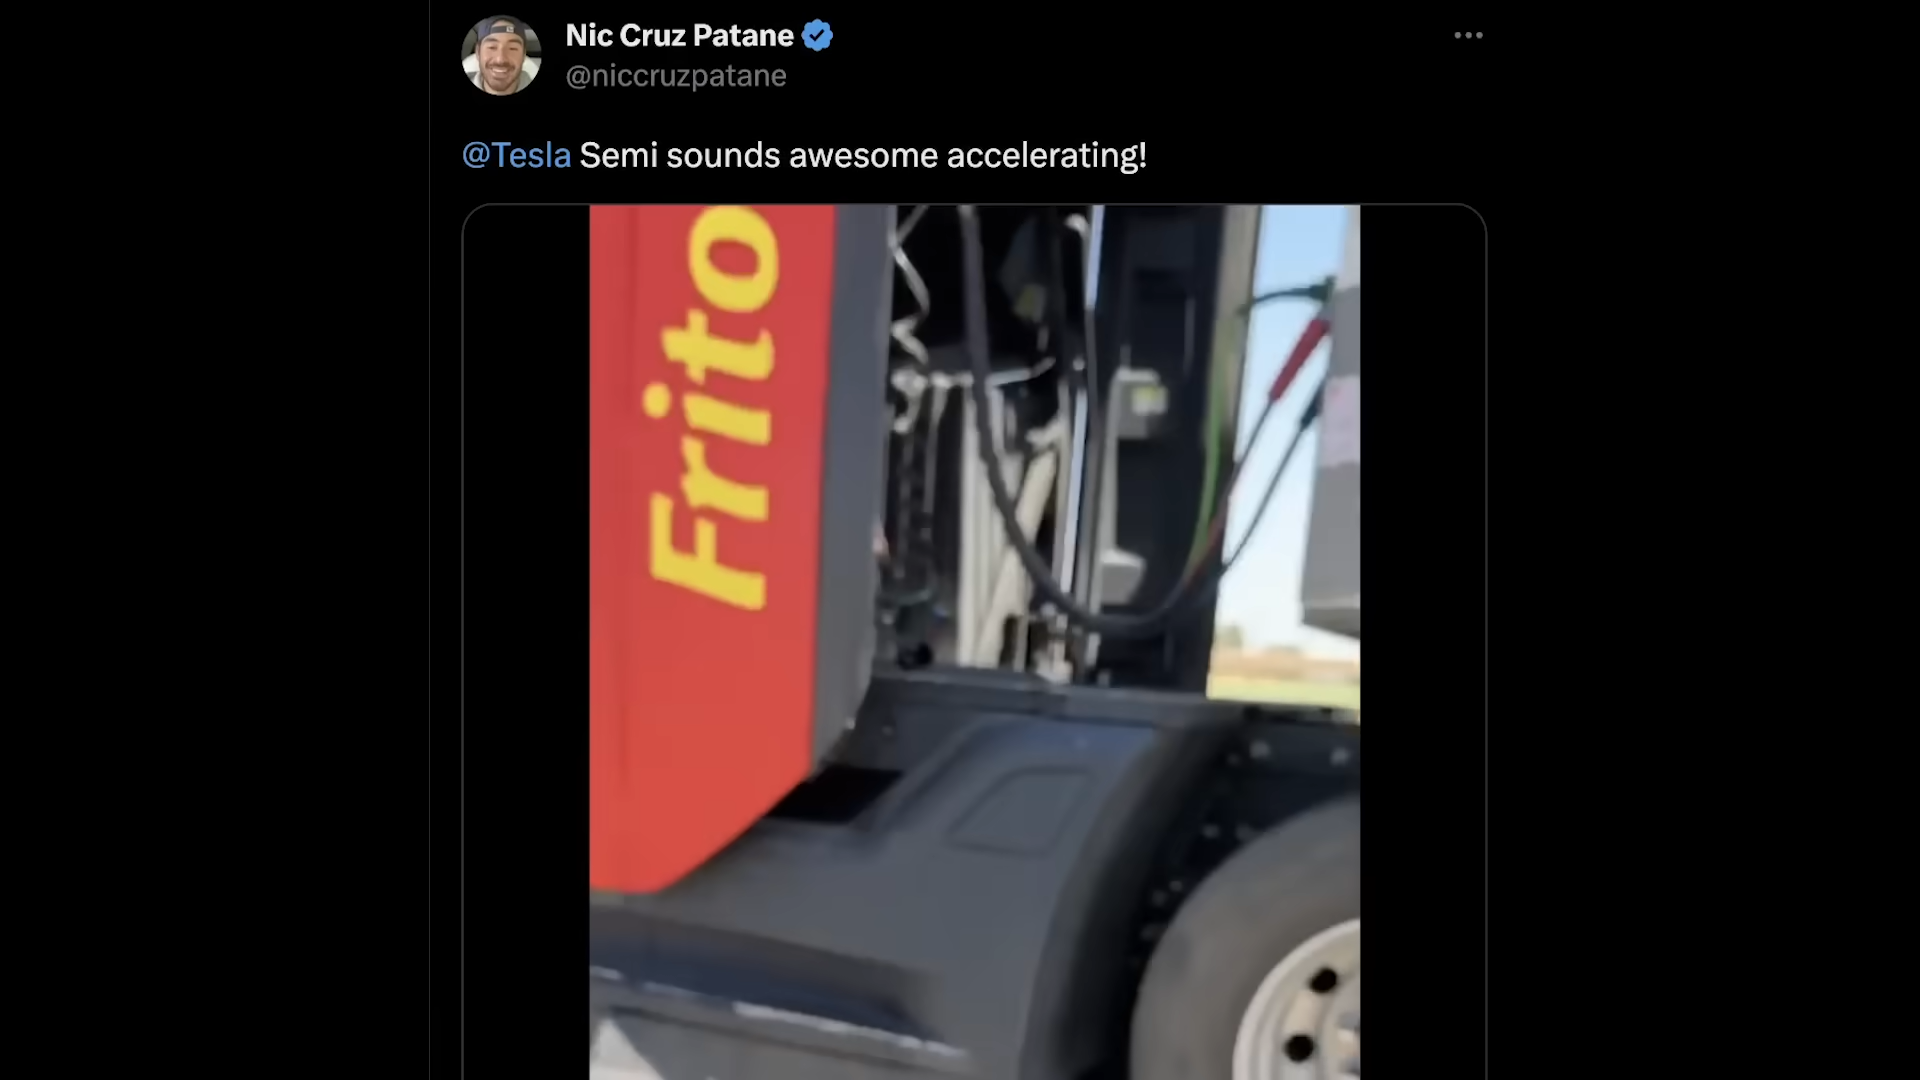 Nic Cruz Patane
@niccruzpatane
@Tesla Semi sounds awesome accelerating!
Frito